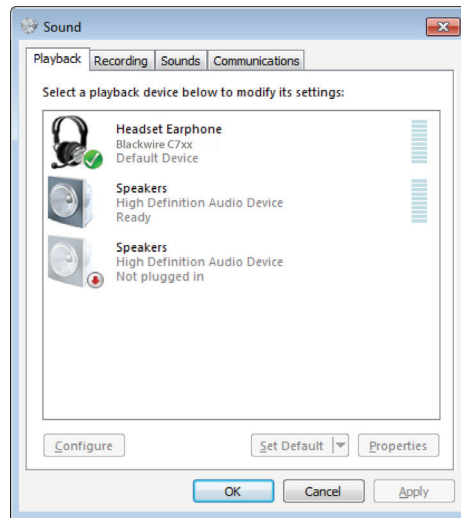 Sound
Playback Recording Sounds Communications
Select a playback device below to modify its settings:
Headset Earphone
Blackwire C7xx
Default Device
Speakers
High Definition Audio Device
Ready
Speakers
High Definition Audio Device
Not plugged in
Configure Set Default Properties
OK Cancel Apply